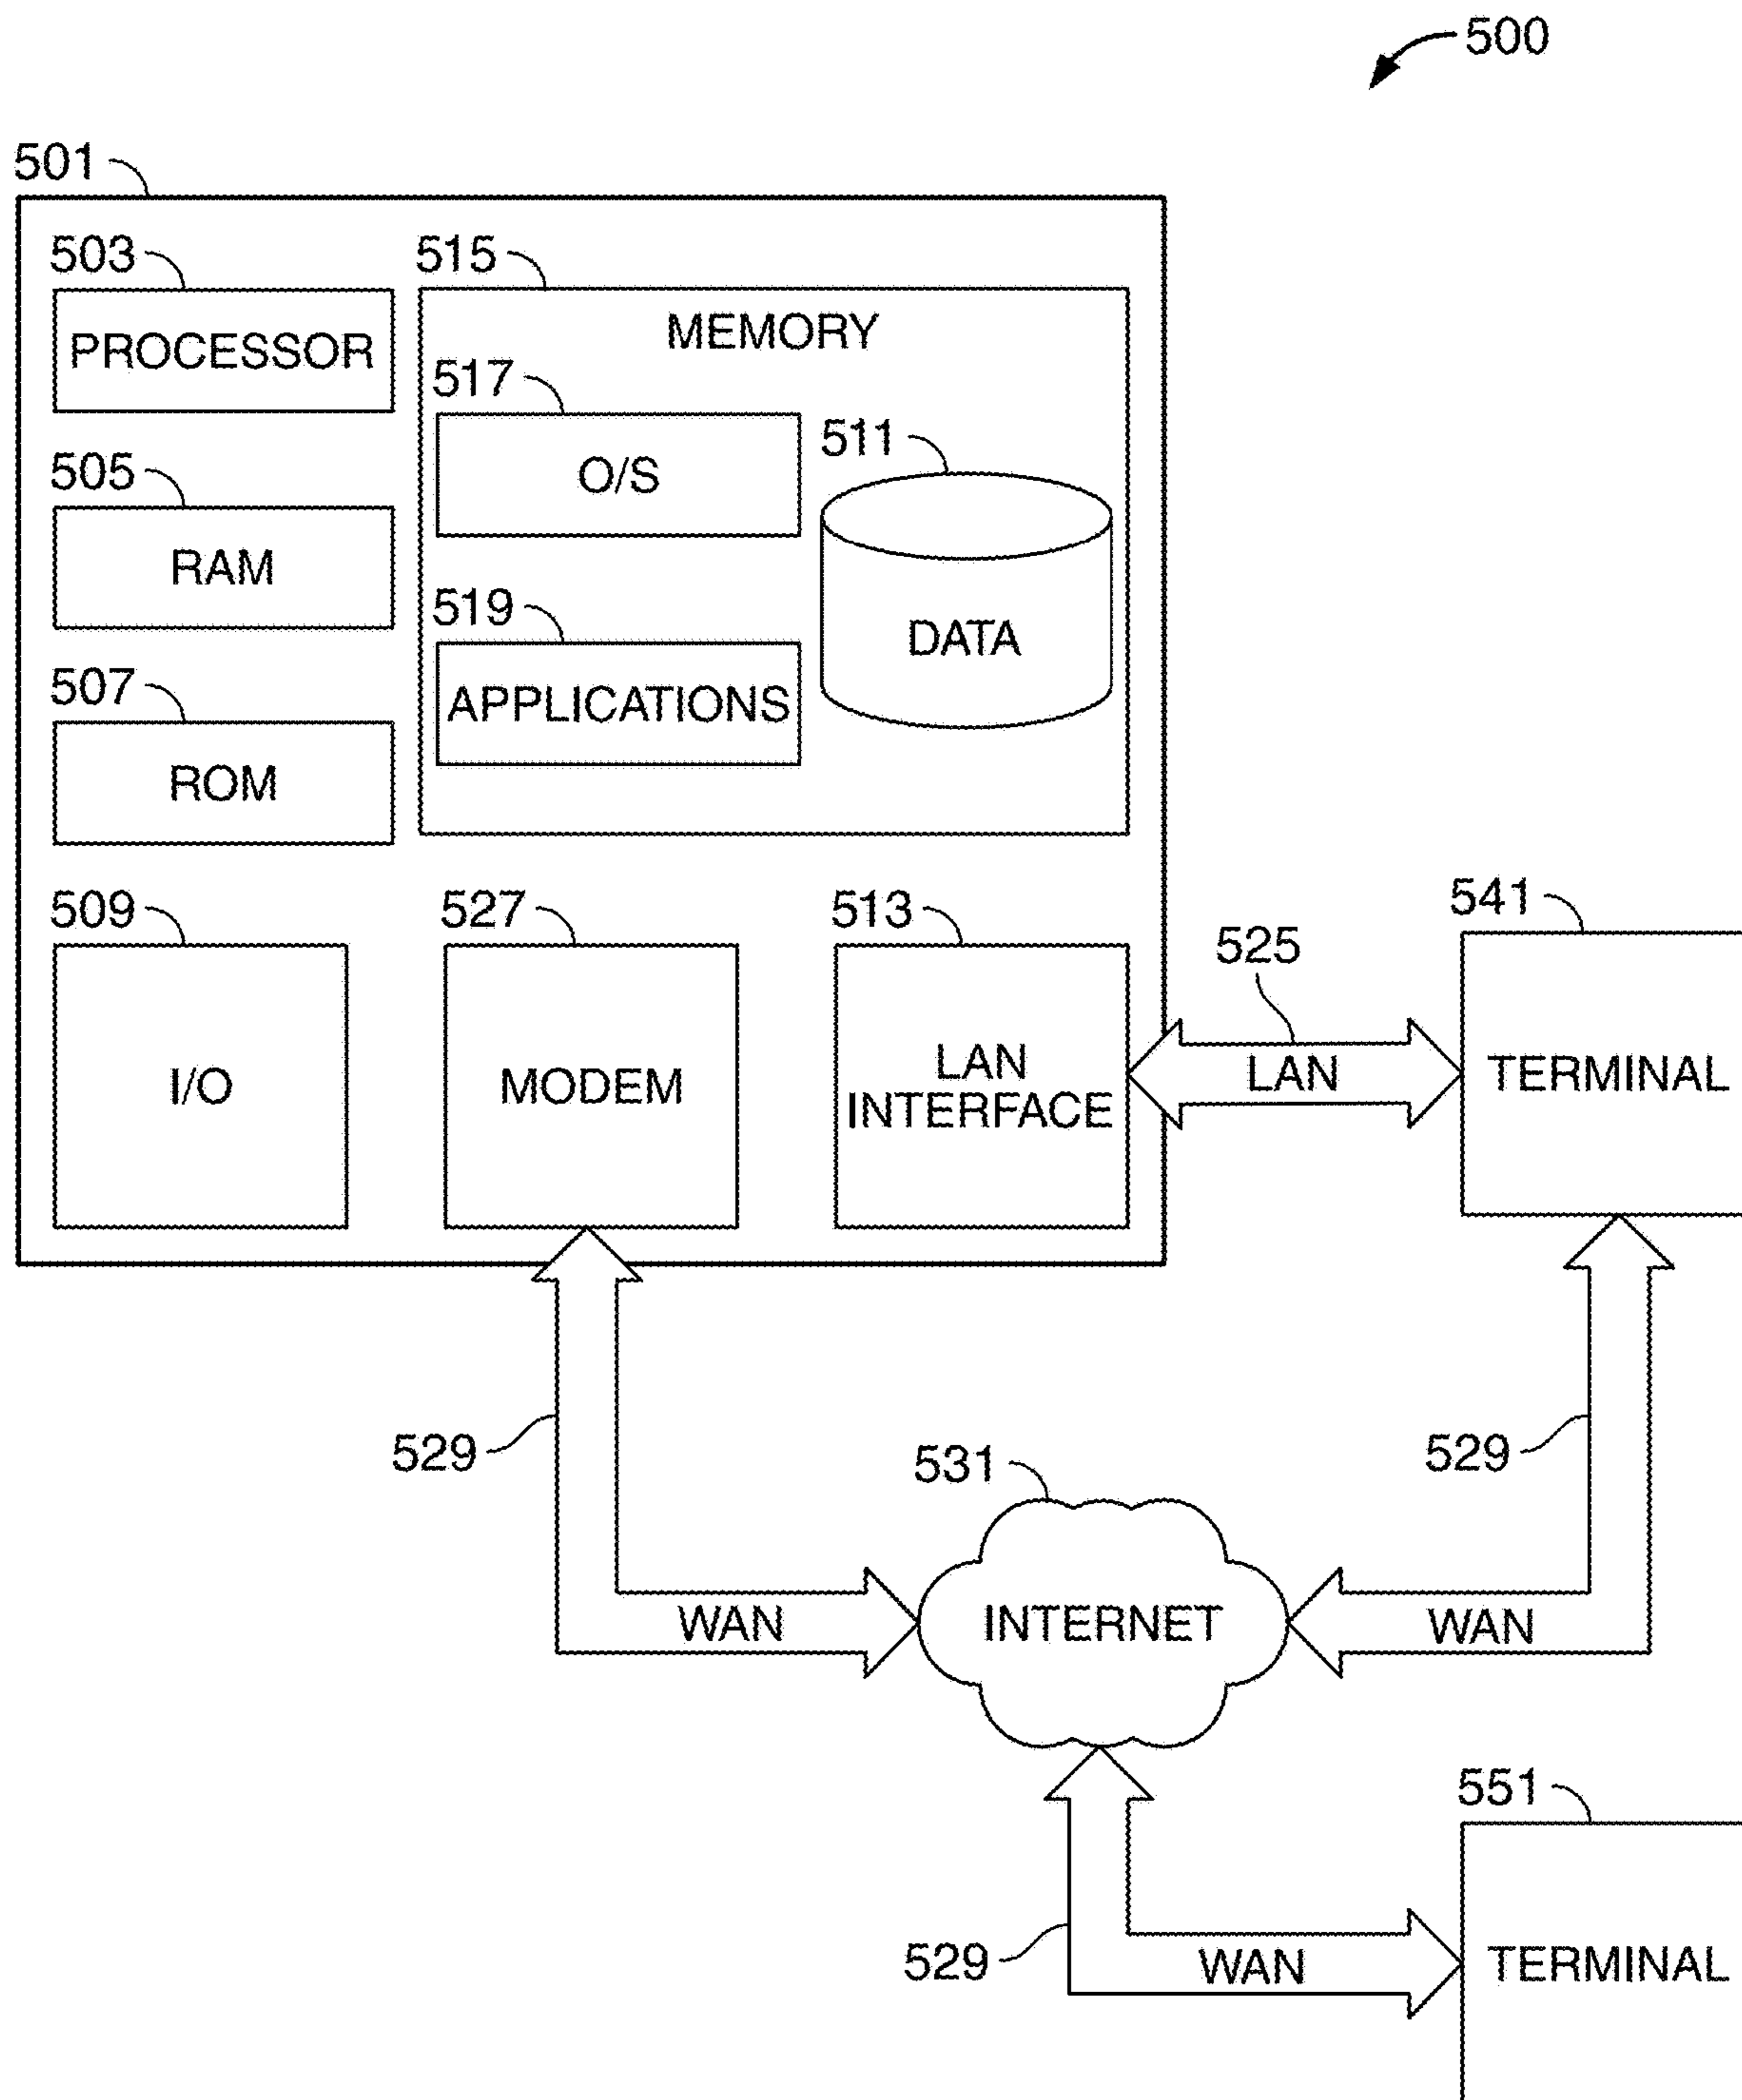 500
501
503
PROCESSOR
505
RAM
507
ROM
515
MEMORY
517
O/S
511
DATA
519
APPLICATIONS
509
I/O
527
MODEM
513
LAN
INTERFACE
525
LAN
541
TERMINAL
529
WAN
531
INTERNET
529
WAN
529
WAN
551
TERMINAL